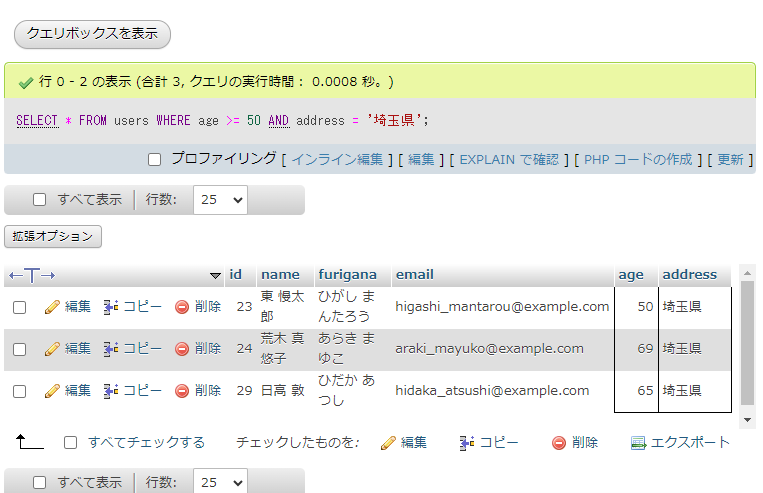 クエリボックスを表示
行 0 - 2 の表示 (合計 3, クエリの実行時間： 0.0008 秒。)
SELECT * FROM users WHERE age >= 50 AND address = '埼玉県';
プロファイリング [ インライン編集 ] [ 編集 ] [ EXPLAIN で確認 ] [ PHP コードの作成 ] [ 更新 ]
すべて表示 行数: 25
拡張オプション
←T→ id name furigana email age address
編集 コピー 削除 23 東 慢太郎 ひがし まんたろう higashi_mantarou@example.com 50 埼玉県
編集 コピー 削除 24 荒木 真悠子 あらき まゆこ araki_mayuko@example.com 69 埼玉県
編集 コピー 削除 29 日高 敦 ひだか あつし hidaka_atsushi@example.com 65 埼玉県
すべてチェックする チェックしたものを: 編集 コピー 削除 エクスポート
すべて表示 行数: 25